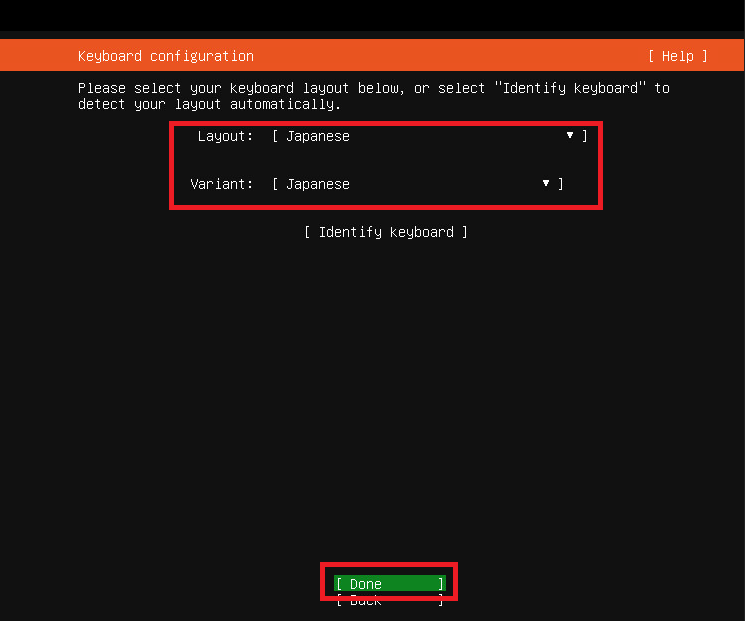 Keyboard configuration [ Help ]
Please select your keyboard layout below, or select "Identify keyboard" to
detect your layout automatically.
Layout: [ Japanese ▼ ]
Variant: [ Japanese ▼ ]
[ Identify keyboard ]
[ Done ]
[ Back ]